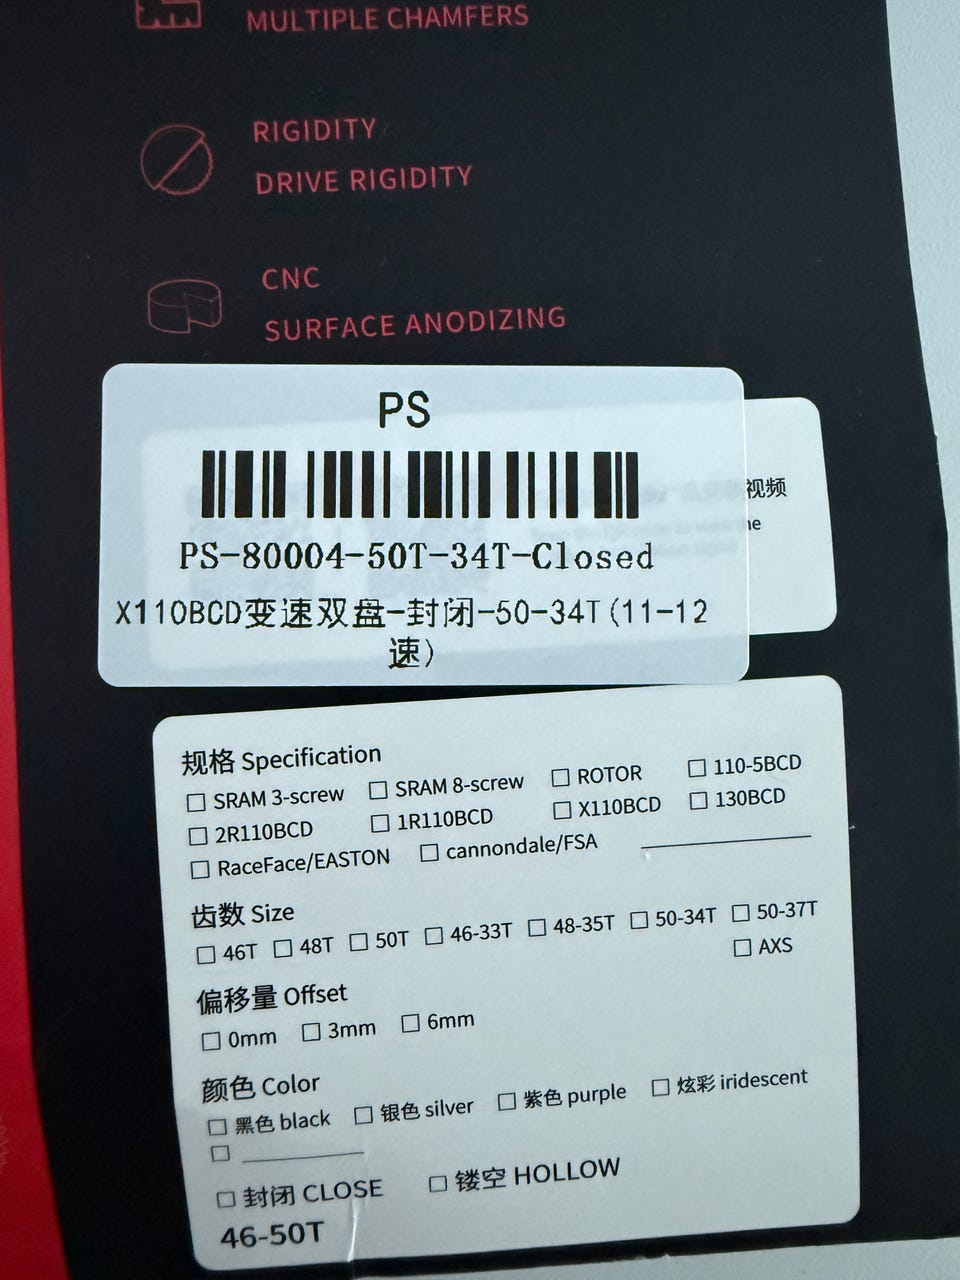 MULTIPLE CHAMFERS
RIGIDITY
DRIVE RIGIDITY
CNC
SURFACE ANODIZING
PS
视频
the
PS-80004-50T-34T-Closed
X110BCD变速双盘-封闭-50-34T(11-12
速)
规格 Specification
□ SRAM 3-screw □ SRAM 8-screw □ ROTOR □ 110-5BCD
□ 2R110BCD □ 1R110BCD □ X110BCD □ 130BCD
□ RaceFace/EASTON □ cannondale/FSA
齿数 Size
□ 46T □ 48T □ 50T □ 46-33T □ 48-35T □ 50-34T □ 50-37T
□ AXS
偏移量 Offset
□ 0mm □ 3mm □ 6mm
颜色 Color
□ 黑色 black □ 银色 silver □ 紫色 purple □ 炫彩 iridescent
□
□ 封闭 CLOSE □ 镂空 HOLLOW
46-50T